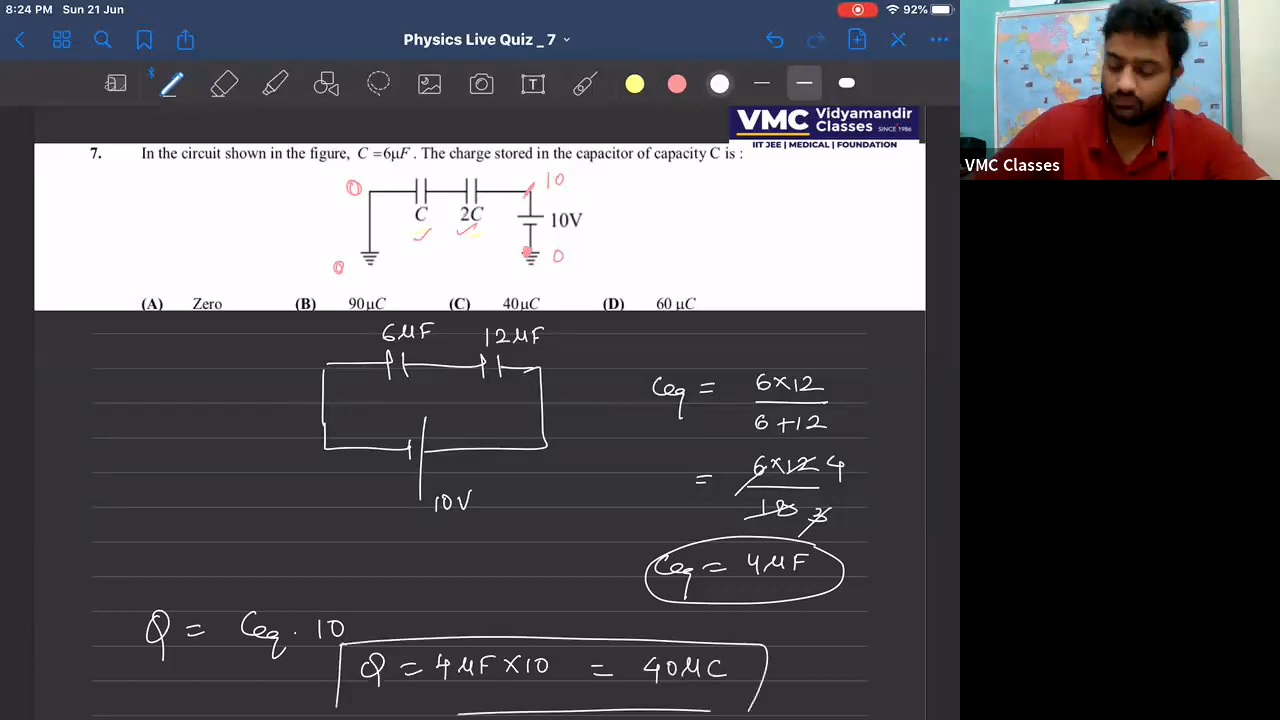 8:24 PM Sun 21 Jun
92%
Physics Live Quiz _ 7
T
VMC Vidyamandir Classes SINCE 1986
IIT JEE | MEDICAL | FOUNDATION
VMC Classes
7. In the circuit shown in the figure, C = 6μF . The charge stored in the capacitor of capacity C is :
0 10
C 2C 10V
0 0
(A) Zero (B) 90μC (C) 40μC (D) 60 μC
6μF 12μF
10V
Ceq = 6×12 / 6+12
= 6×12 4 / 18 3
Ceq = 4μF
Q = Ceq . 10
Q = 4μF×10 = 40μC